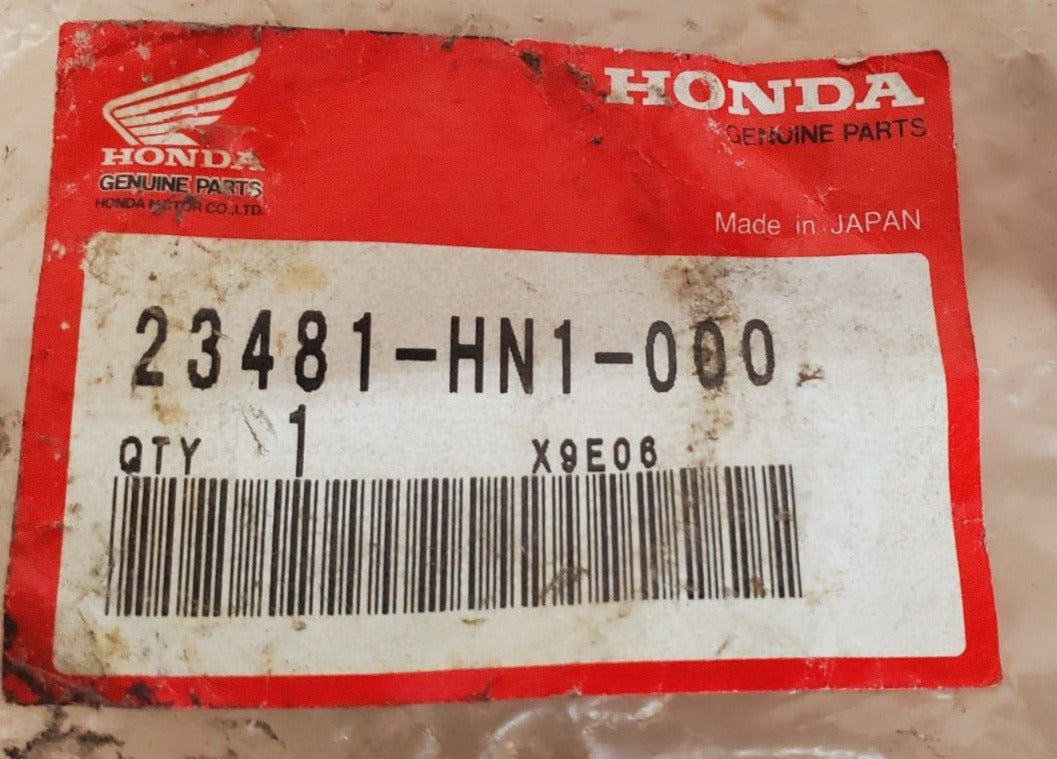 HONDA
GENUINE PARTS
HONDA MOTOR CO.,LTD.
HONDA
GENUINE PARTS
Made in JAPAN
23481-HN1-000
QTY 1 X9E06